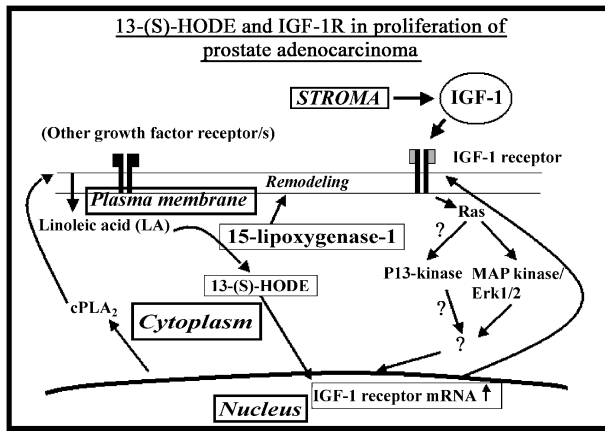 13-(S)-HODE and IGF-1R in proliferation of
prostate adenocarcinoma
STROMA
IGF-1
(Other growth factor receptor/s)
IGF-1 receptor
Remodeling
Plasma membrane
Linoleic acid (LA)
15-lipoxygenase-1
Ras
?
13-(S)-HODE
P13-kinase
MAP kinase/
Erk1/2
cPLA₂
Cytoplasm
?
?
IGF-1 receptor mRNA ↑
Nucleus